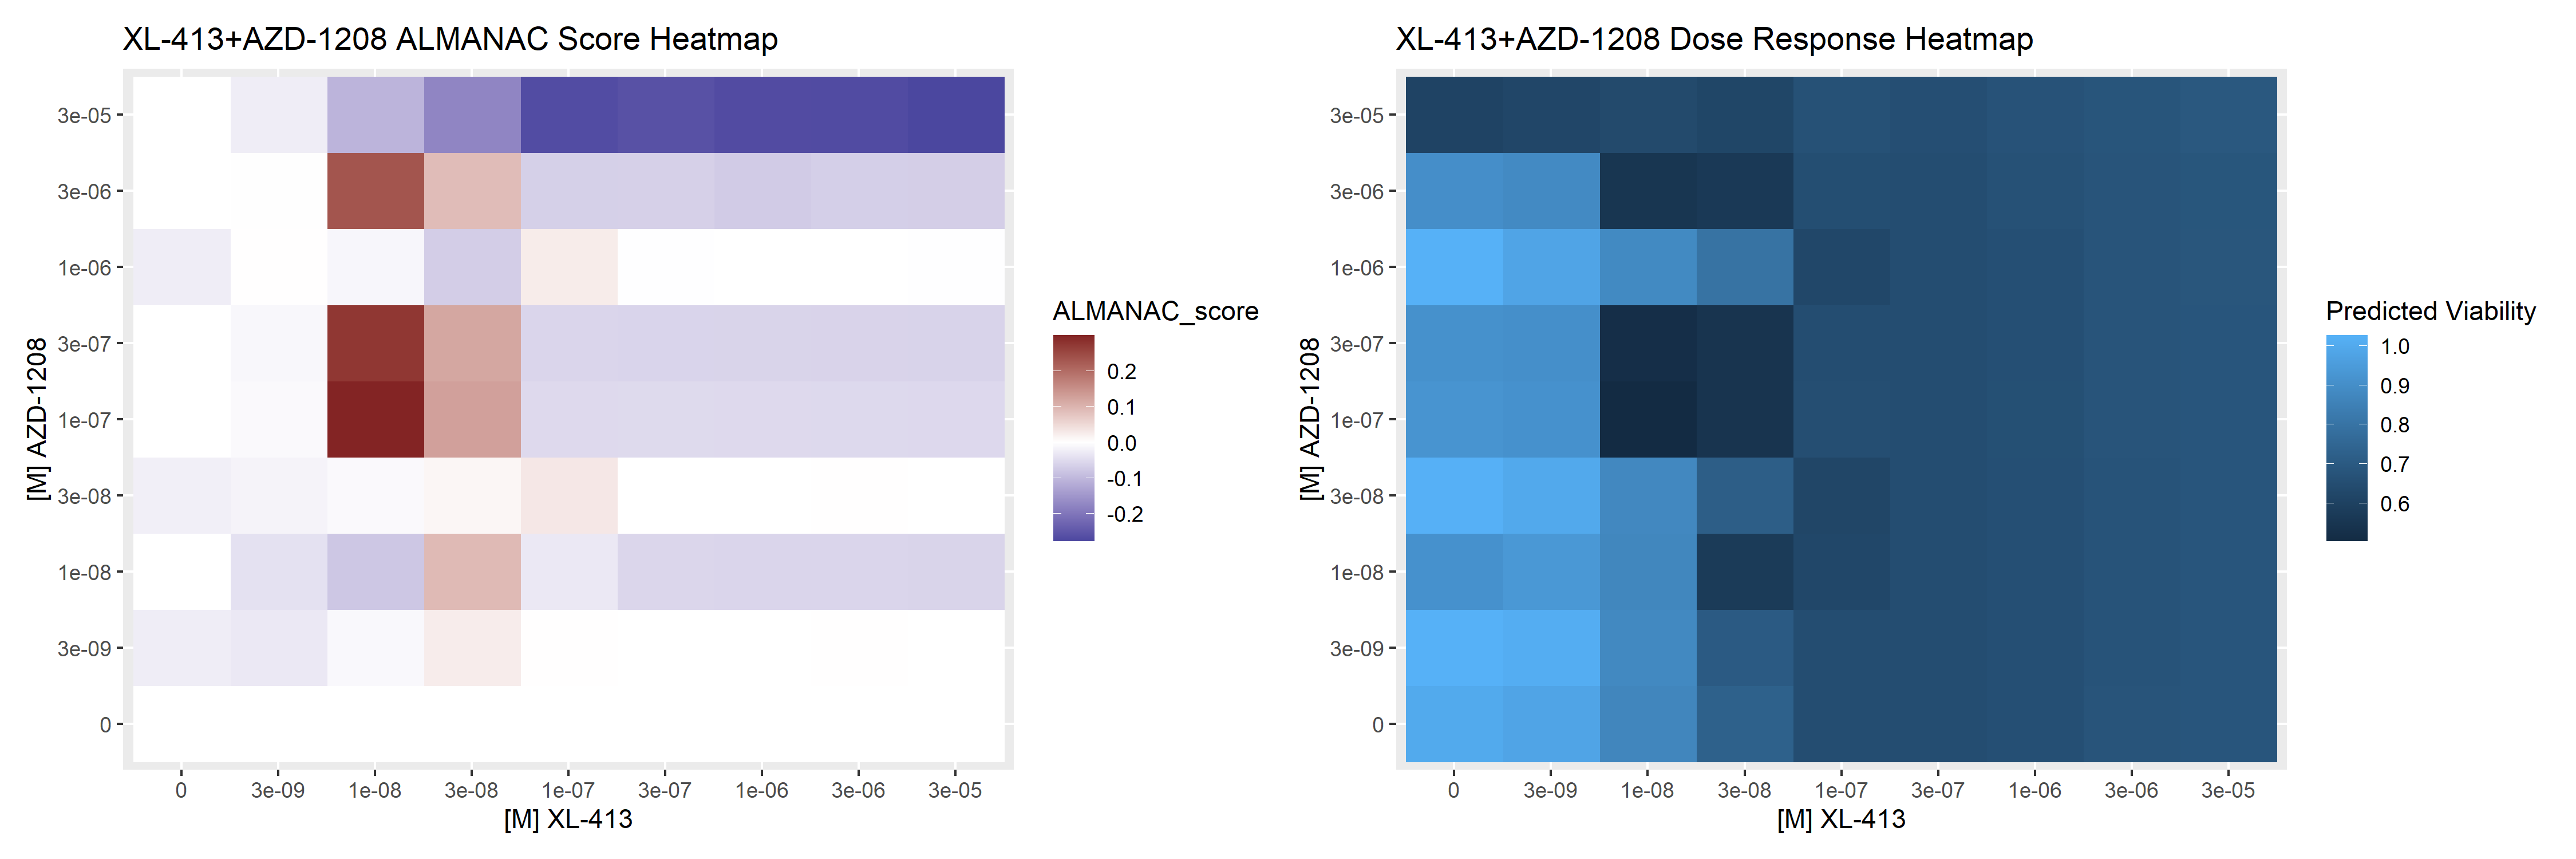 XL-413+AZD-1208 ALMANAC Score Heatmap
[M] AZD-1208
3e-05
3e-06
1e-06
3e-07
1e-07
3e-08
1e-08
3e-09
0
0 3e-09 1e-08 3e-08 1e-07 3e-07 1e-06 3e-06 3e-05
[M] XL-413
ALMANAC_score
0.2
0.1
0.0
-0.1
-0.2
XL-413+AZD-1208 Dose Response Heatmap
[M] AZD-1208
3e-05
3e-06
1e-06
3e-07
1e-07
3e-08
1e-08
3e-09
0
0 3e-09 1e-08 3e-08 1e-07 3e-07 1e-06 3e-06 3e-05
[M] XL-413
Predicted Viability
1.0
0.9
0.8
0.7
0.6